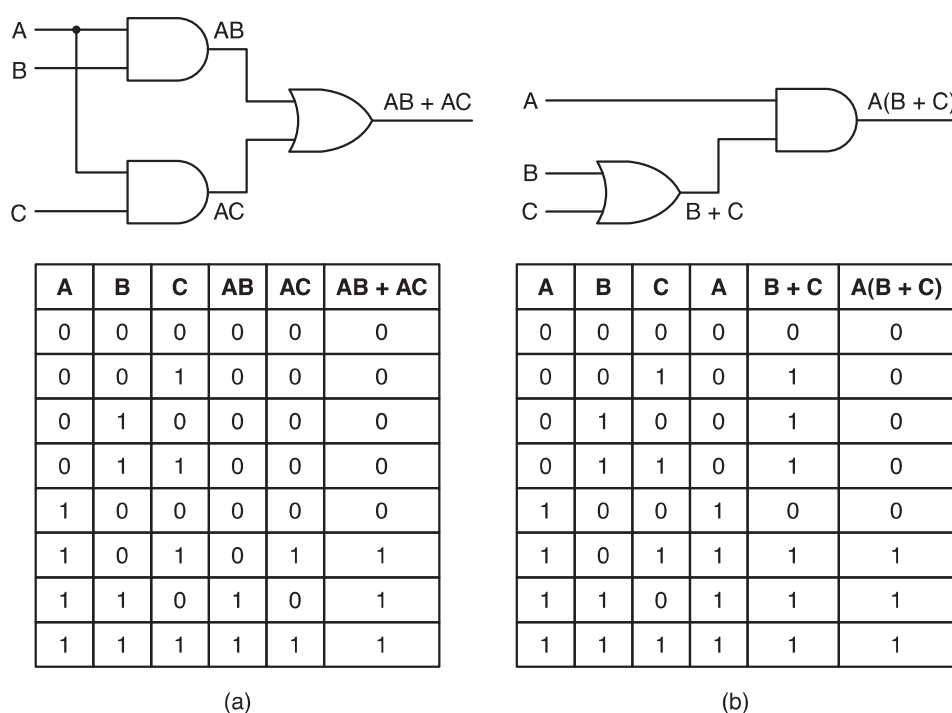 A
B
C
AB
AC
AB + AC
A B C AB AC AB + AC
0 0 0 0 0 0
0 0 1 0 0 0
0 1 0 0 0 0
0 1 1 0 0 0
1 0 0 0 0 0
1 0 1 0 1 1
1 1 0 1 0 1
1 1 1 1 1 1
(a)
A
B
C
B + C
A(B + C)
A B C A B + C A(B + C)
0 0 0 0 0 0
0 0 1 0 1 0
0 1 0 0 1 0
0 1 1 0 1 0
1 0 0 1 0 0
1 0 1 1 1 1
1 1 0 1 1 1
1 1 1 1 1 1
(b)